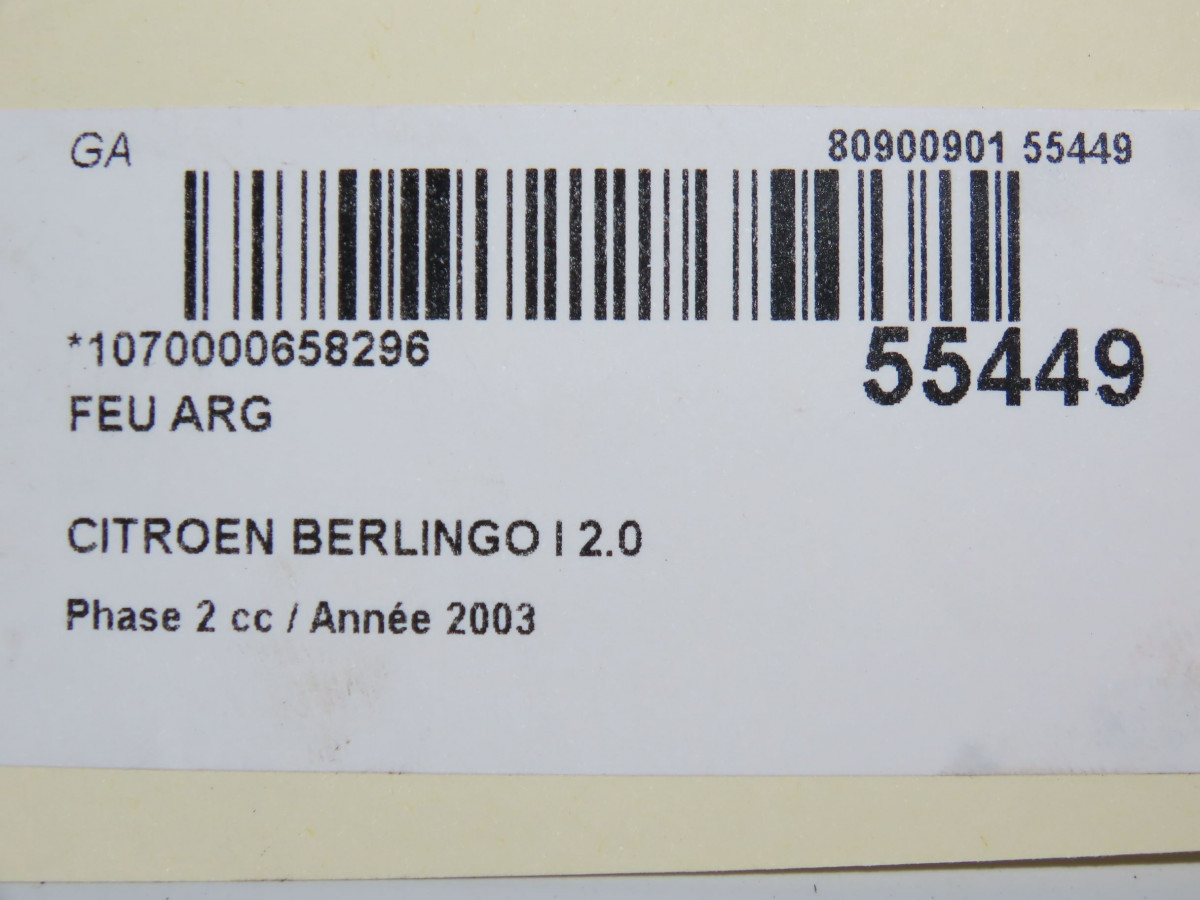 GA
80900901 55449
*1070000658296
55449
FEU ARG
CITROEN BERLINGO I 2.0
Phase 2 cc / Année 2003